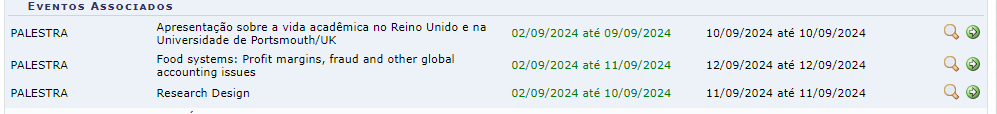 Eventos Associados
PALESTRA Apresentação sobre a vida acadêmica no Reino Unido e na Universidade de Portsmouth/UK 02/09/2024 até 09/09/2024 10/09/2024 até 10/09/2024
PALESTRA Food systems: Profit margins, fraud and other global accounting issues 02/09/2024 até 11/09/2024 12/09/2024 até 12/09/2024
PALESTRA Research Design 02/09/2024 até 10/09/2024 11/09/2024 até 11/09/2024